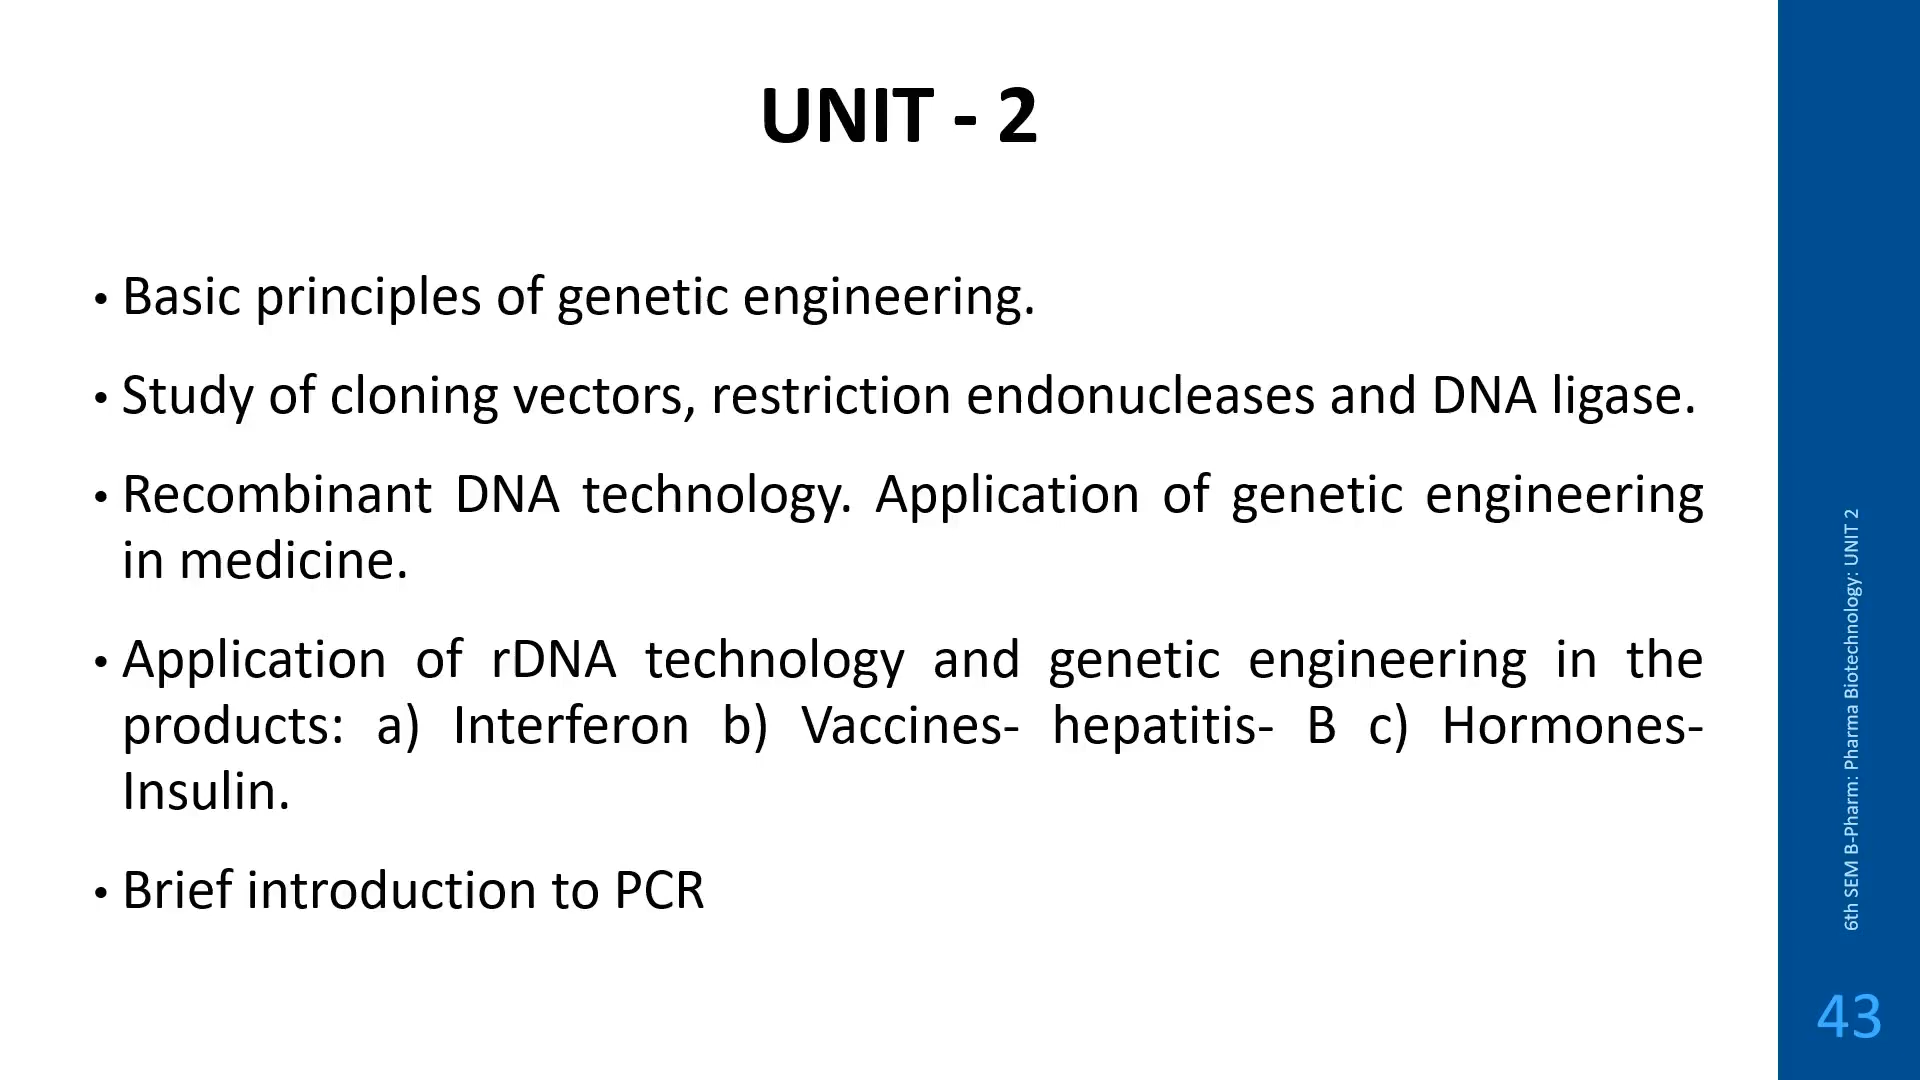 UNIT - 2
• Basic principles of genetic engineering.
• Study of cloning vectors, restriction endonucleases and DNA ligase.
• Recombinant DNA technology. Application of genetic engineering
in medicine.
• Application of rDNA technology and genetic engineering in the
products: a) Interferon b) Vaccines- hepatitis- B c) Hormones-
Insulin.
• Brief introduction to PCR
6th SEM B-Pharm: Pharma Biotechnology: UNIT 2
43